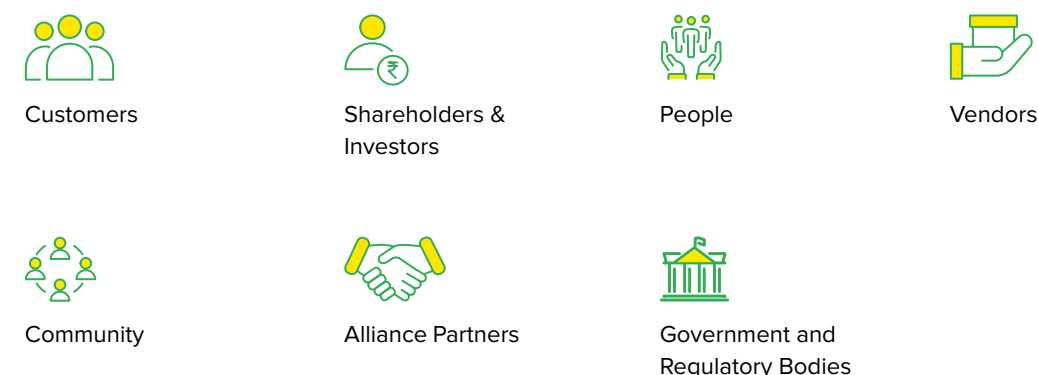 Customers
Shareholders &
Investors
People
Vendors
Community
Alliance Partners
Government and
Regulatory Bodies